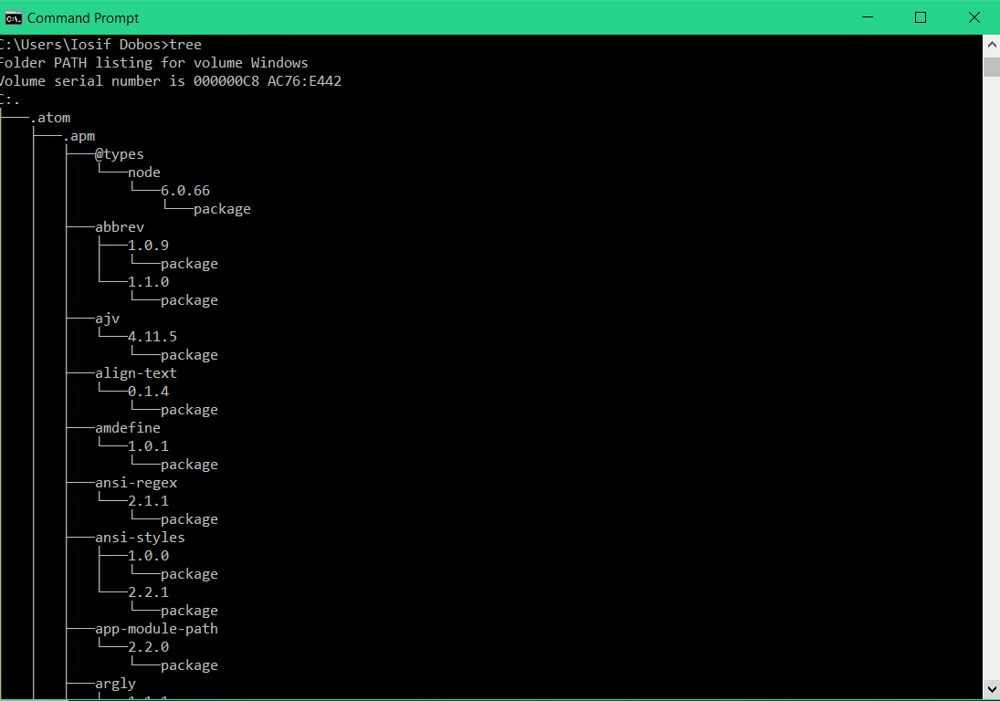 Command Prompt
C:\Users\Iosif Dobos>tree
Folder PATH listing for volume Windows
Volume serial number is 000000C8 AC76:E442
C:.
├───.atom
│   ├───.apm
│   │   ├───@types
│   │   │   └───node
│   │   │       └───6.0.66
│   │   │           └───package
│   │   ├───abbrev
│   │   │   ├───1.0.9
│   │   │   │   └───package
│   │   │   └───1.1.0
│   │   │       └───package
│   │   ├───ajv
│   │   │   └───4.11.5
│   │   │       └───package
│   │   ├───align-text
│   │   │   └───0.1.4
│   │   │       └───package
│   │   ├───amdefine
│   │   │   └───1.0.1
│   │   │       └───package
│   │   ├───ansi-regex
│   │   │   └───2.1.1
│   │   │       └───package
│   │   ├───ansi-styles
│   │   │   ├───1.0.0
│   │   │   │   └───package
│   │   │   └───2.2.1
│   │   │       └───package
│   │   ├───app-module-path
│   │   │   └───2.2.0
│   │   │       └───package
│   │   ├───argly